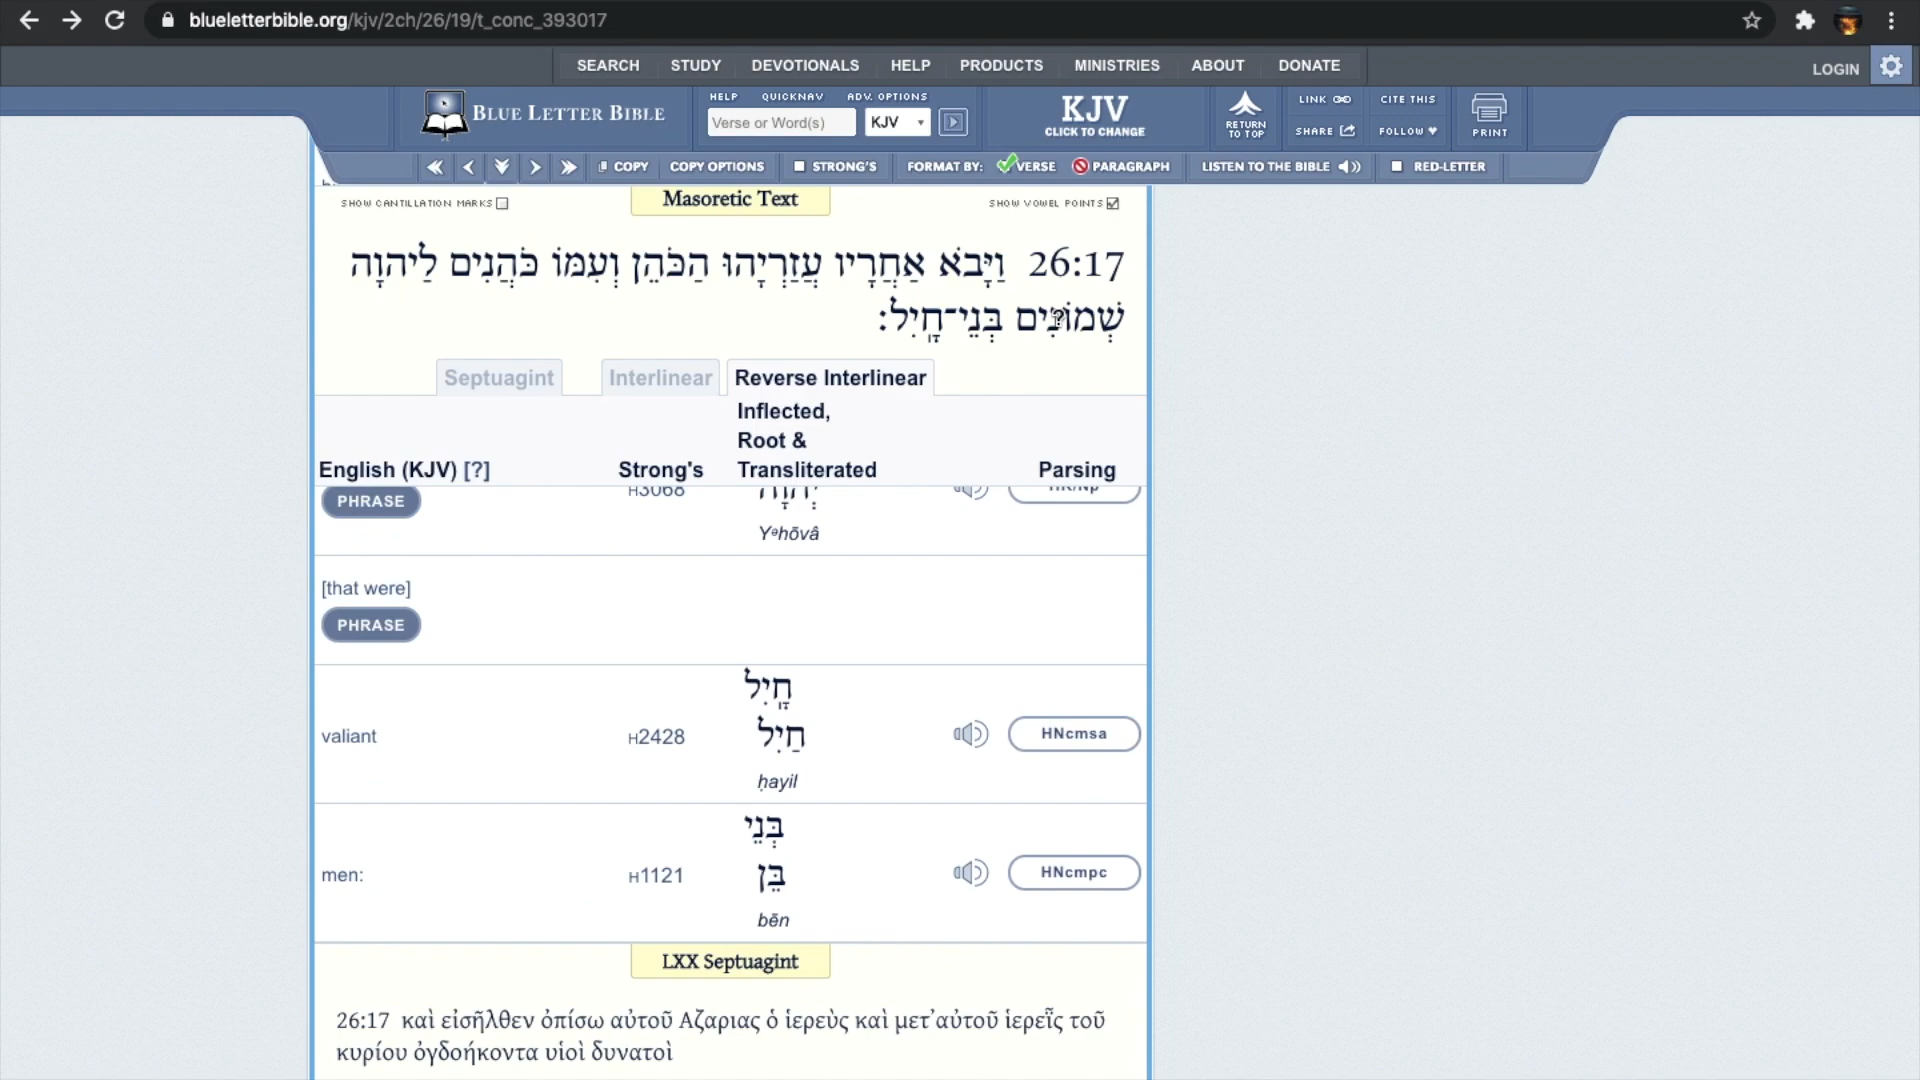 blueletterbible.org/kjv/2ch/26/19/t_conc_393017
SEARCH STUDY DEVOTIONALS HELP PRODUCTS MINISTRIES ABOUT DONATE
LOGIN
BLUE LETTER BIBLE
HELP QUICKNAV ADV. OPTIONS
Verse or Word(s) KJV
KJV
CLICK TO CHANGE
RETURN
TO TOP
LINK CITE THIS
SHARE FOLLOW
PRINT
COPY COPY OPTIONS STRONG'S FORMAT BY: VERSE PARAGRAPH LISTEN TO THE BIBLE RED-LETTER
SHOW CANTILLATION MARKS Masoretic Text SHOW VOWEL POINTS
26:17 וַיָּבֹא אַחֲרָיו עֲזַרְיָהוּ הַכֹּהֵן וְעִמּוֹ כֹּהֲנִים לַיהוָה
שְׁמוֹנִים בְּנֵי־חָֽיִל׃
Septuagint Interlinear Reverse Interlinear
English (KJV) [?] Strong's Inflected,
Root &
Transliterated Parsing
PHRASE H3068 יְהוָה
Yᵊhōvâ
[that were]
PHRASE
חָֽיִל
valiant H2428 חַיִל HNcmsa
ḥayil
בְּנֵי
men: H1121 בֵּן HNcmpc
bēn
LXX Septuagint
26:17 καὶ εἰσῆλθεν ὀπίσω αὐτοῦ Αζαριας ὁ ἱερεὺς καὶ μετ᾽αὐτοῦ ἱερεῖς τοῦ
κυρίου ὀγδοήκοντα υἱοὶ δυνατοὶ